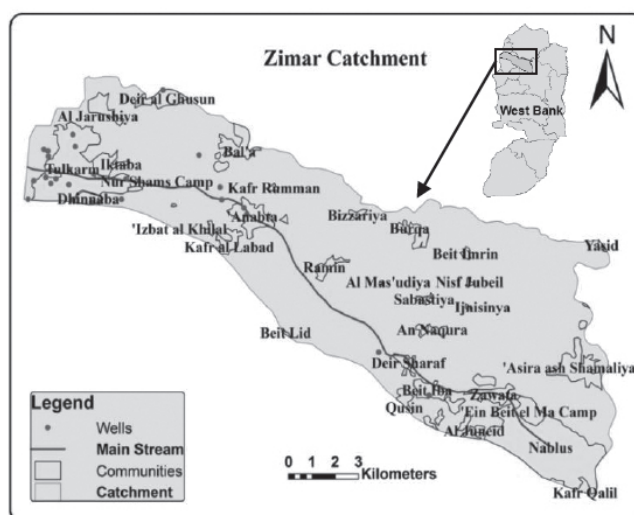 Zimar Catchment
N
West Bank
Deir al Ghusun
Al Jarushiya
Bal'a
Iktaba
Tulkarm
Nur Shams Camp
Kafr Rumman
Dhinnaba
Anabta
Bizzariya
Burqa
'Izbat al Khilal
Kafr al Labad
Beit Imrin
Yasid
Ramin
Al Mas'udiya
Nisf Jubeil
Sabastiya
Ijnisinya
Beit Lid
An Naqura
Deir Sharaf
'Asira ash Shamaliya
Beit Iba
Zawata
Qusin
'Ein Beit el Ma Camp
Al Juneid
Nablus
Kafr Qalil
Legend
Wells
Main Stream
Communities
Catchment
0 1 2 3
Kilometers